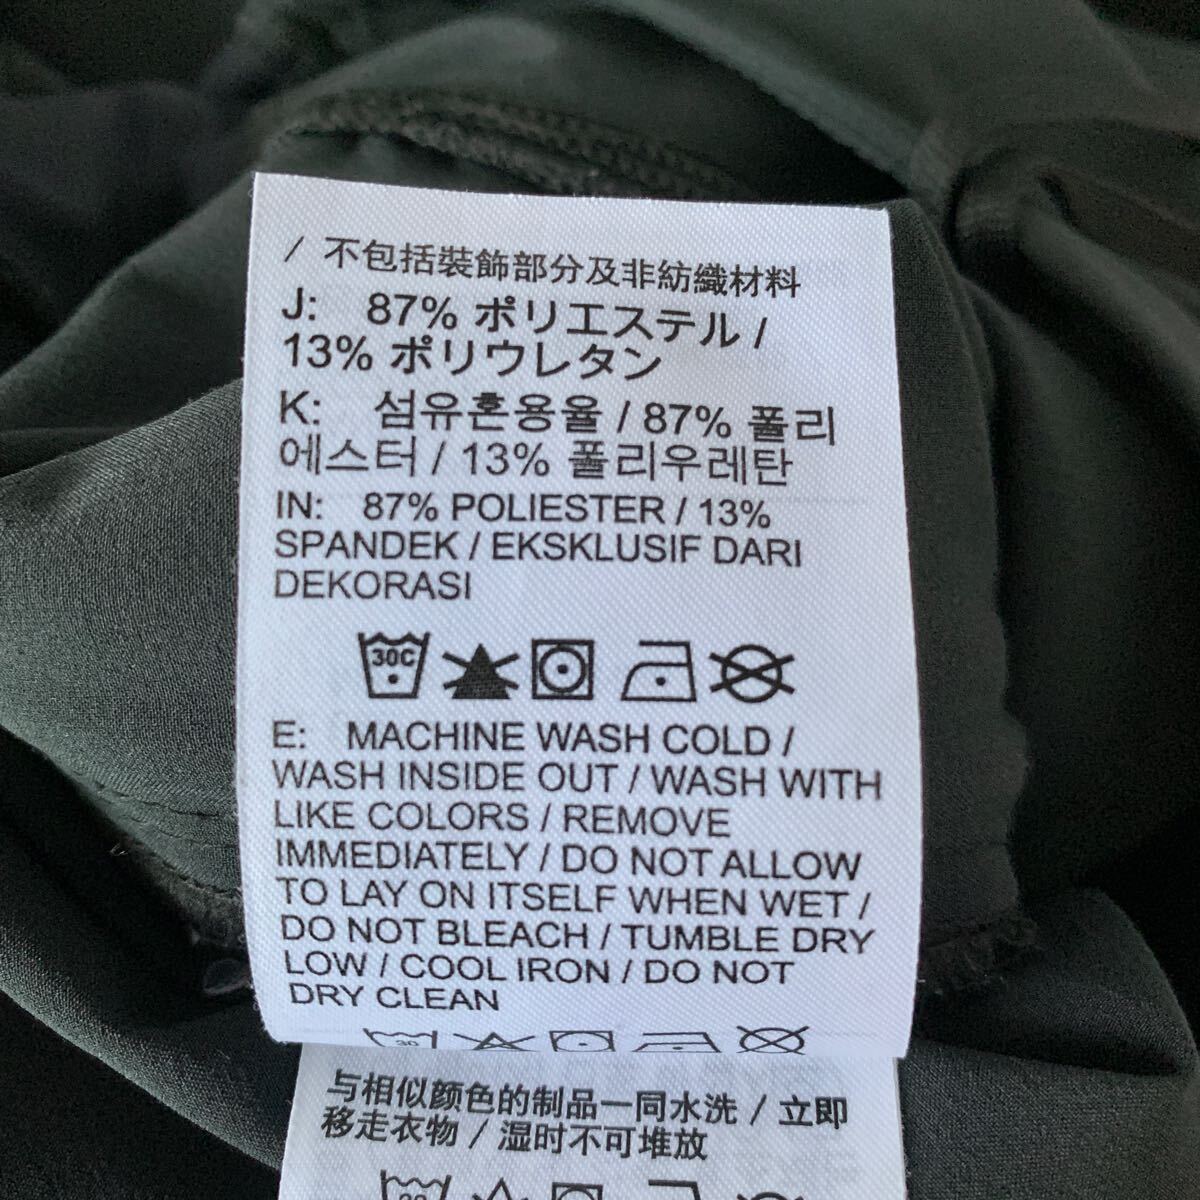 / 不包括裝飾部分及非紡織材料
J: 87% ポリエステル /
13% ポリウレタン
K: 섬유혼용율 / 87% 폴리
에스터 / 13% 폴리우레탄
IN: 87% POLIESTER / 13%
SPANDEK / EKSKLUSIF DARI
DEKORASI
30C
E: MACHINE WASH COLD /
WASH INSIDE OUT / WASH WITH
LIKE COLORS / REMOVE
IMMEDIATELY / DO NOT ALLOW
TO LAY ON ITSELF WHEN WET /
DO NOT BLEACH / TUMBLE DRY
LOW / COOL IRON / DO NOT
DRY CLEAN
30
与相似颜色的制品一同水洗 / 立即
移走衣物 / 湿时不可堆放